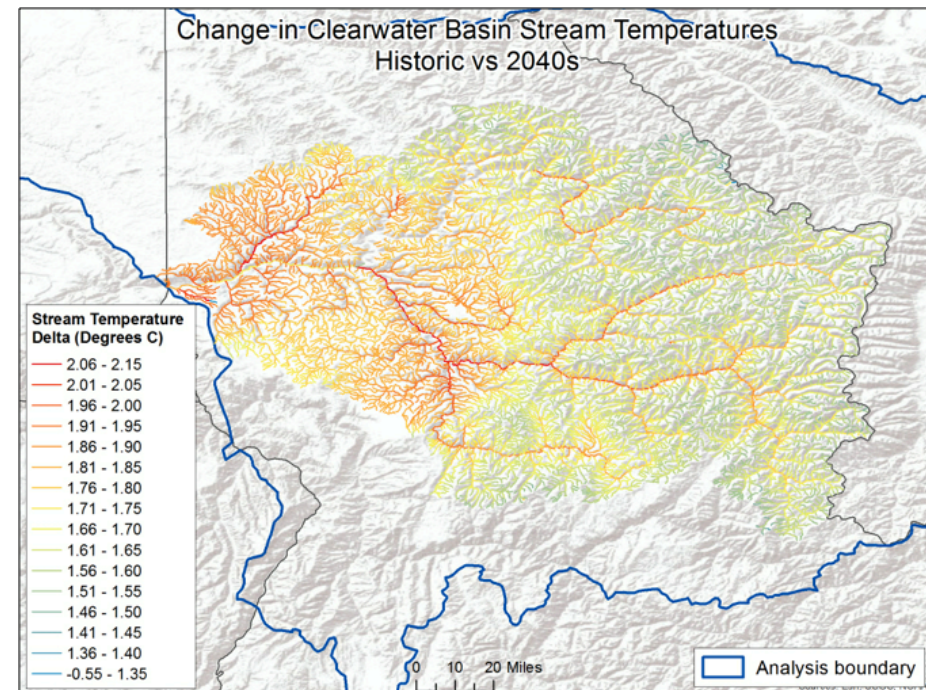 Change in Clearwater Basin Stream Temperatures
Historic vs 2040s
Stream Temperature
Delta (Degrees C)
2.06 - 2.15
2.01 - 2.05
1.96 - 2.00
1.91 - 1.95
1.86 - 1.90
1.81 - 1.85
1.76 - 1.80
1.71 - 1.75
1.66 - 1.70
1.61 - 1.65
1.56 - 1.60
1.51 - 1.55
1.46 - 1.50
1.41 - 1.45
1.36 - 1.40
-0.55 - 1.35
0 10 20 Miles
Analysis boundary